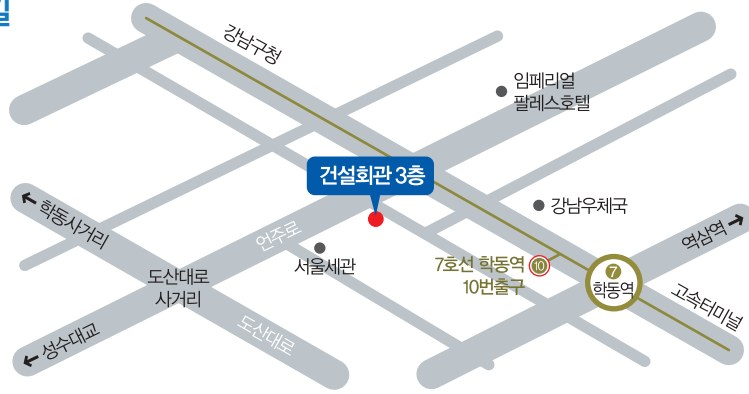 일
강남구청
임페리얼
팰레스호텔
건설회관 3층
← 학동사거리
언주로
강남우체국
역삼역 →
서울세관
7호선 학동역 10
10번출구
7
학동역
도산대로
사거리
고속터미널
← 성수대교
도산대로